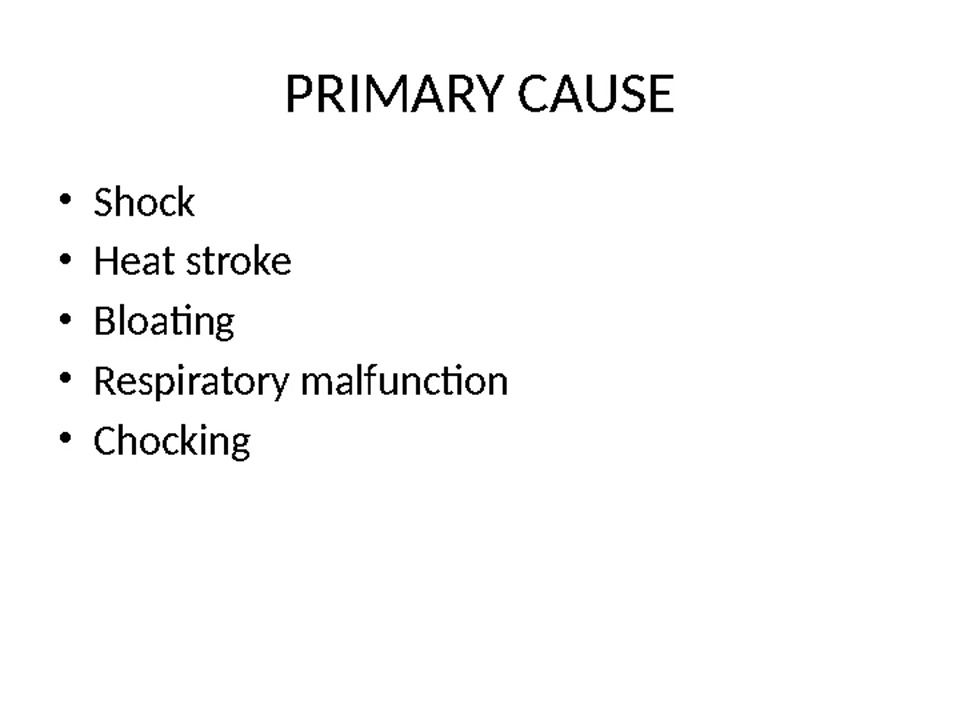 PRIMARY CAUSE
• Shock
• Heat stroke
• Bloating
• Respiratory malfunction
• Chocking